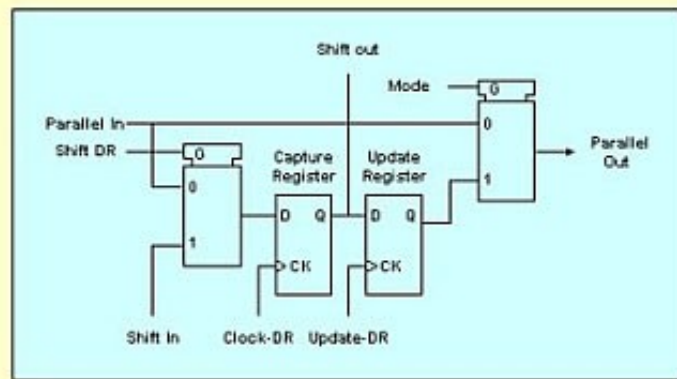 Shift out
Mode
G
Parallel In
0
Shift DR
G
Capture
Register
Update
Register
Parallel
Out
0
1
D Q
D Q
1
CK
CK
Shift In
Clock-DR
Update-DR